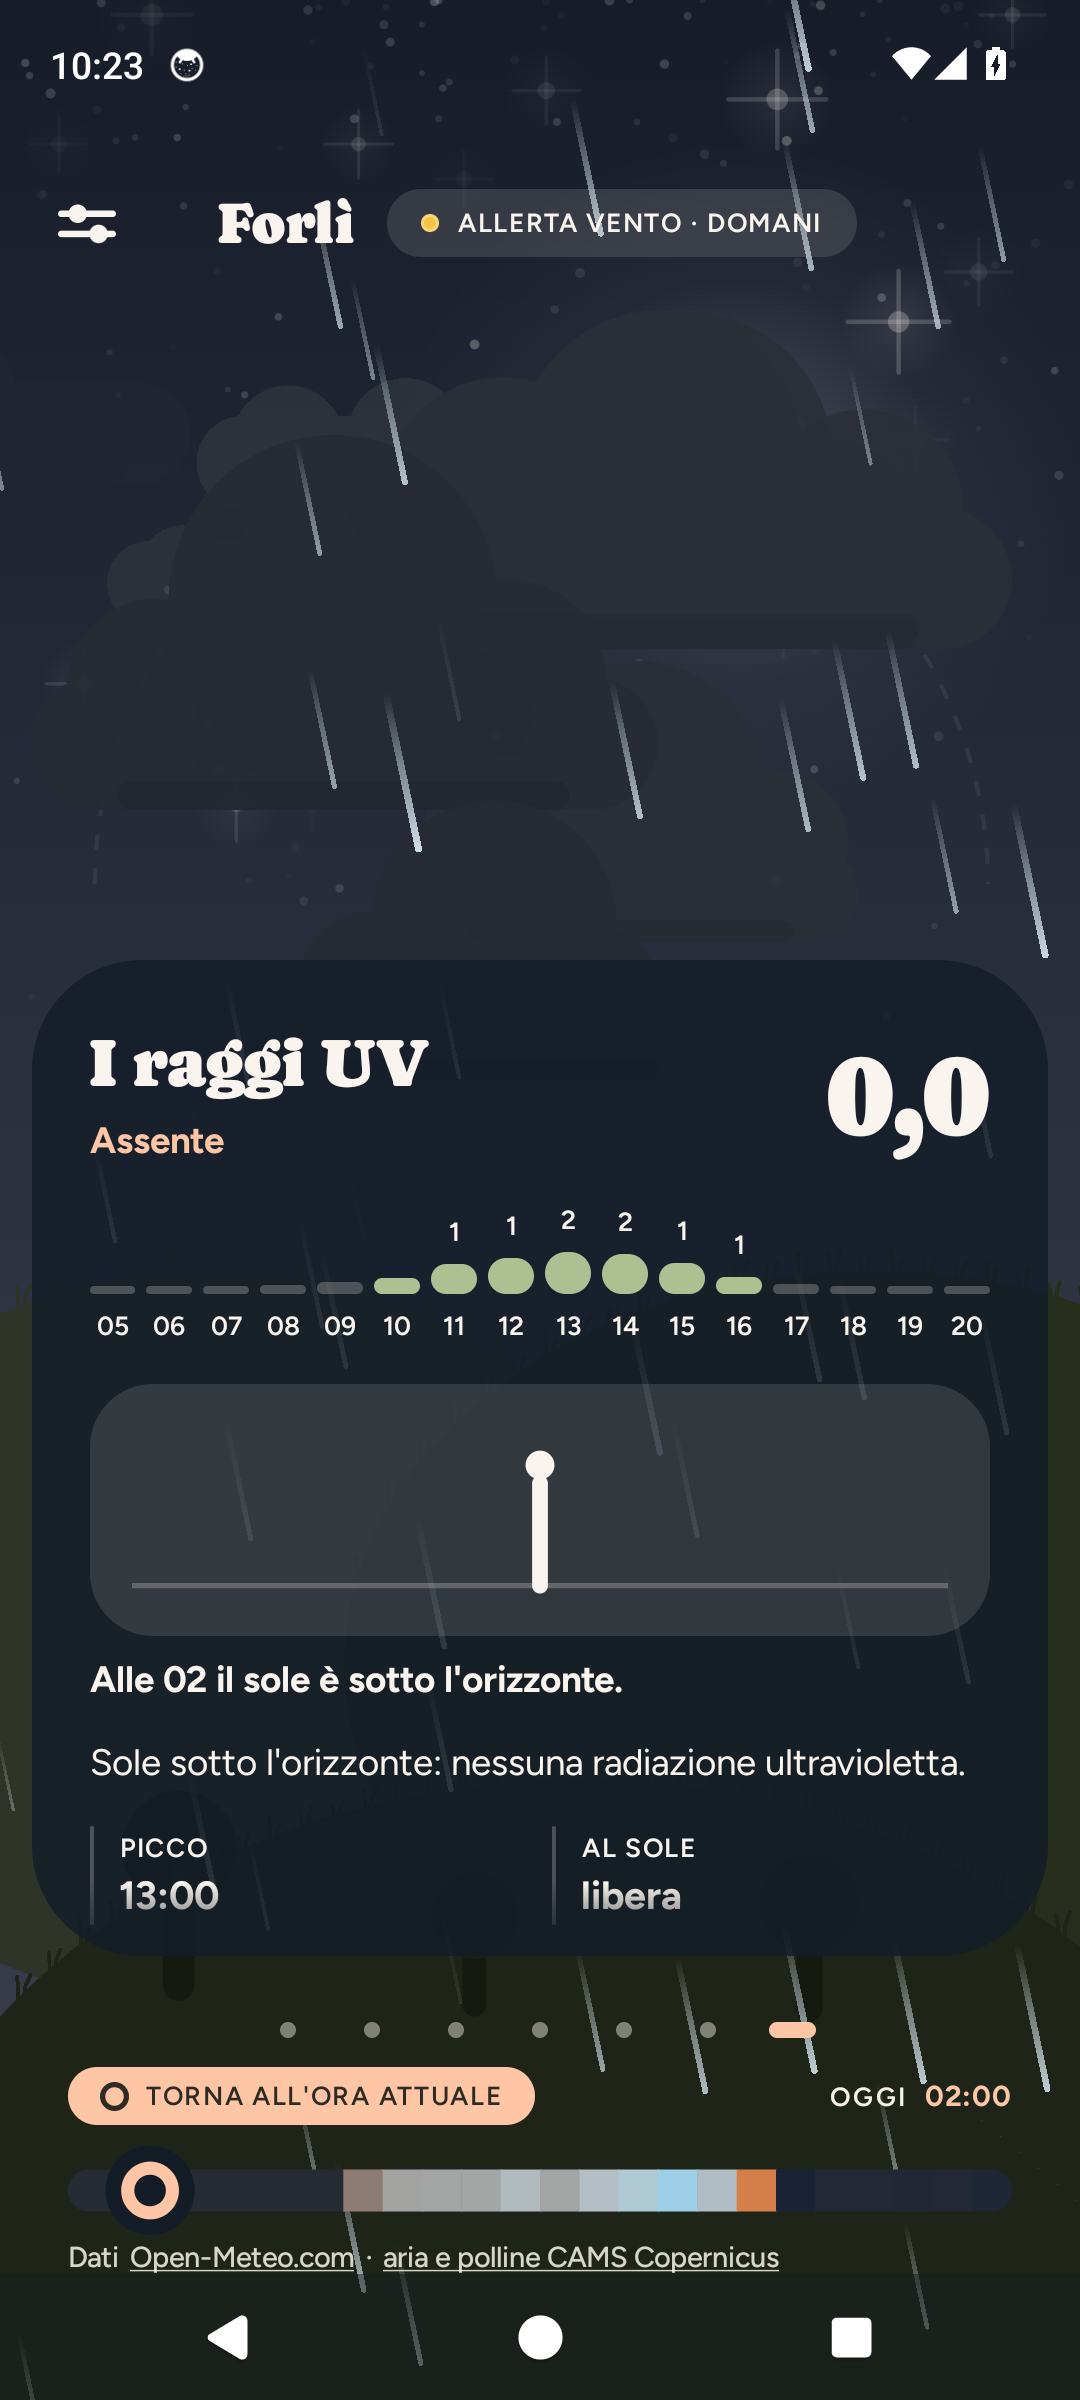 10:23
Forlì
ALLERTA VENTO · DOMANI
I raggi UV
0,0
Assente
1 1 2 2 1 1
05 06 07 08 09 10 11 12 13 14 15 16 17 18 19 20
Alle 02 il sole è sotto l'orizzonte.
Sole sotto l'orizzonte: nessuna radiazione ultravioletta.
PICCO
13:00
AL SOLE
libera
TORNA ALL'ORA ATTUALE
OGGI 02:00
Dati Open-Meteo.com · aria e polline CAMS Copernicus